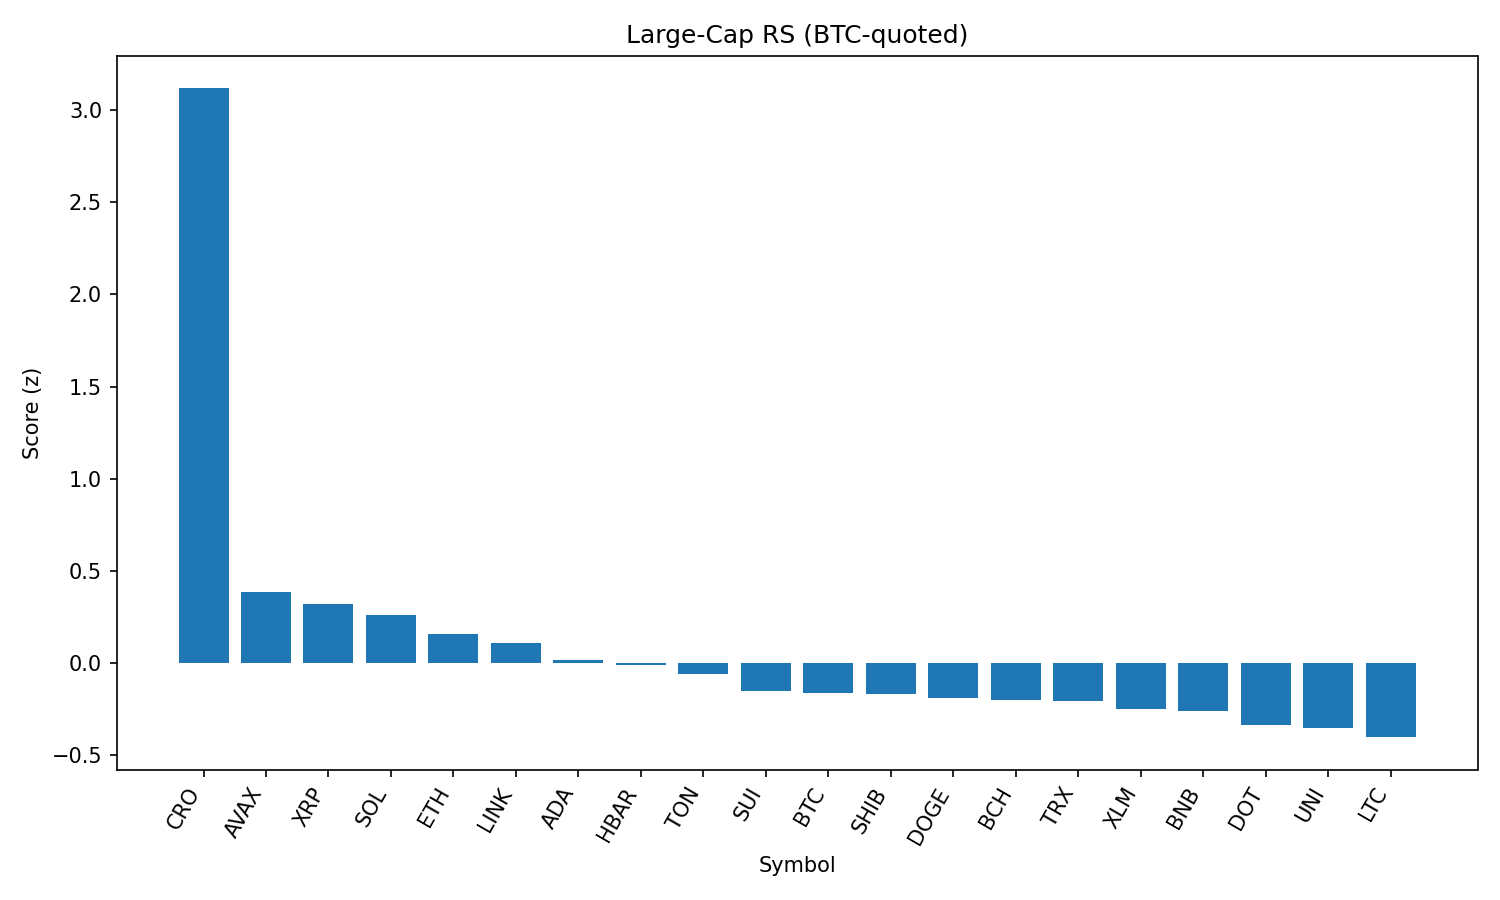 Large-Cap RS (BTC-quoted)
Score (z)
3.0
2.5
2.0
1.5
1.0
0.5
0.0
−0.5
CRO
AVAX
XRP
SOL
ETH
LINK
ADA
HBAR
TON
SUI
BTC
SHIB
DOGE
BCH
TRX
XLM
BNB
DOT
UNI
LTC
Symbol